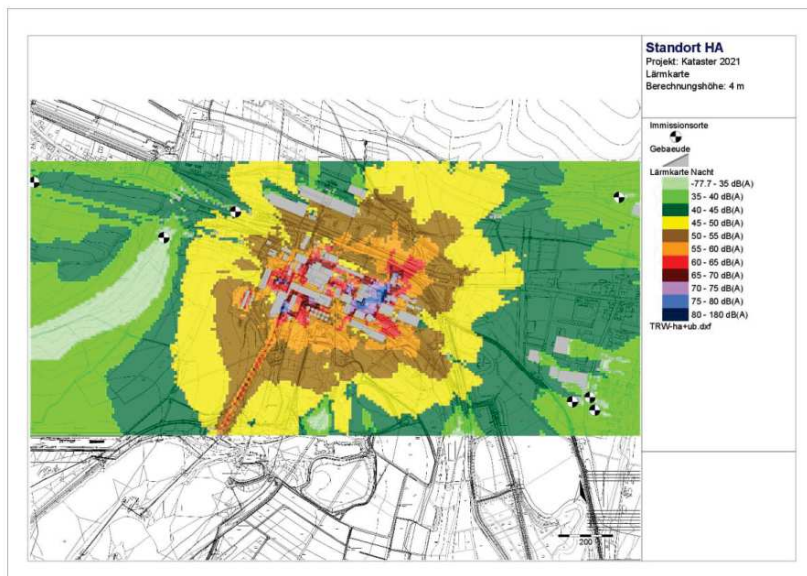 Standort HA
Projekt: Kataster 2021
Lärmkarte
Berechnungshöhe: 4 m
Immissionsorte
Gebaeude
Lärmkarte Nacht
-77.7 - 35 dB(A)
35 - 40 dB(A)
40 - 45 dB(A)
45 - 50 dB(A)
50 - 55 dB(A)
55 - 60 dB(A)
60 - 65 dB(A)
65 - 70 dB(A)
70 - 75 dB(A)
75 - 80 dB(A)
80 - 180 dB(A)
TRW-ha+ub.dxf
200